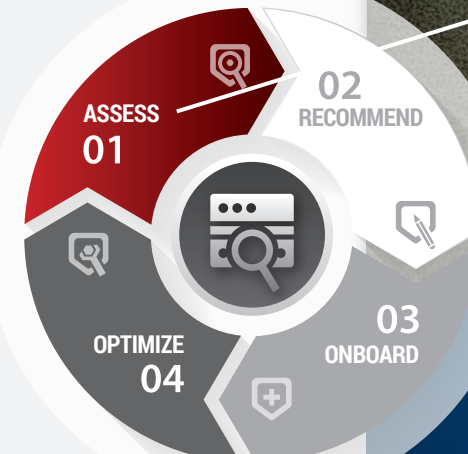 ASSESS
01
02
RECOMMEND
03
ONBOARD
OPTIMIZE
04